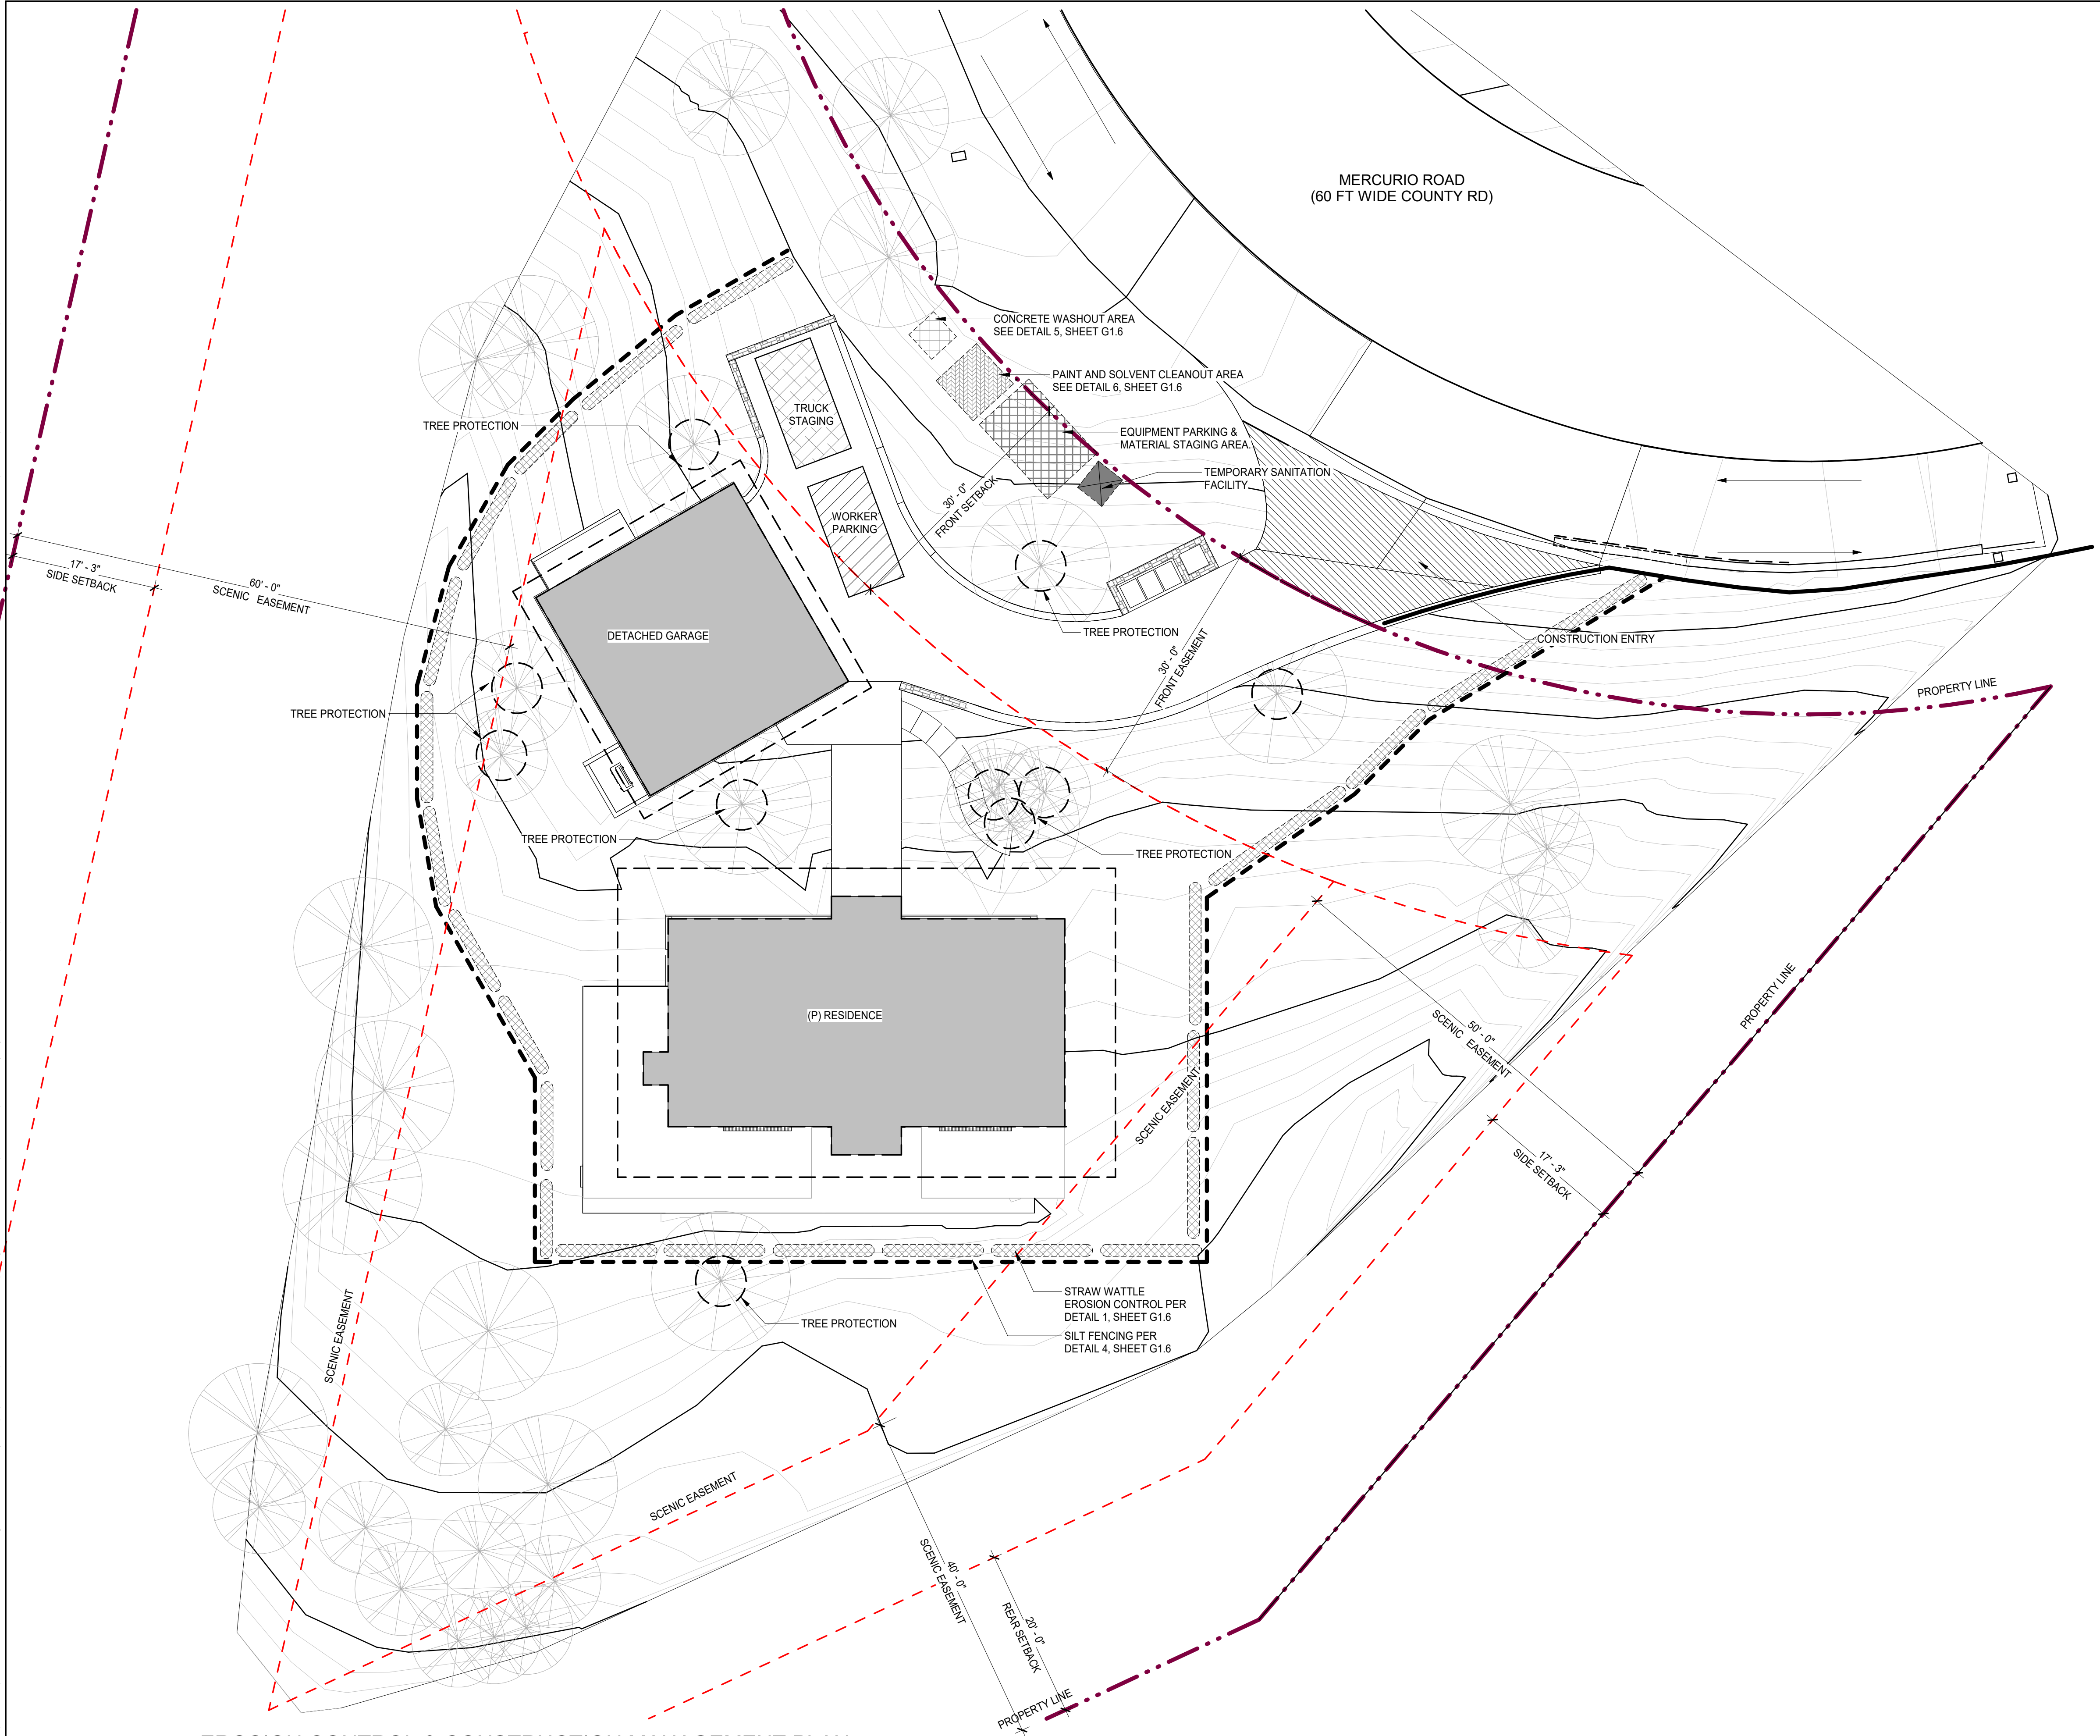 MERCURIO ROAD
(60 FT WIDE COUNTY RD)
CONCRETE WASHOUT AREA
SEE DETAIL 5, SHEET G1.6
PAINT AND SOLVENT CLEANOUT AREA
SEE DETAIL 6, SHEET G1.6
TRUCK
STAGING
TREE PROTECTION
EQUIPMENT PARKING &
MATERIAL STAGING AREA
TEMPORARY SANITATION
FACILITY
30' - 0"
FRONT SETBACK
WORKER
PARKING
17' - 3"
SIDE SETBACK
60' - 0"
SCENIC EASEMENT
DETACHED GARAGE
TREE PROTECTION
CONSTRUCTION ENTRY
30' - 0"
FRONT EASEMENT
PROPERTY LINE
TREE PROTECTION
TREE PROTECTION
TREE PROTECTION
(P) RESIDENCE
PROPERTY LINE
50' - 0"
SCENIC EASEMENT
SCENIC EASEMENT
17' - 3"
SIDE SETBACK
STRAW WATTLE
EROSION CONTROL PER
DETAIL 1, SHEET G1.6
TREE PROTECTION
SILT FENCING PER
DETAIL 4, SHEET G1.6
SCENIC EASEMENT
SCENIC EASEMENT
40' - 0"
SCENIC EASEMENT
20' - 0"
REAR SETBACK
PROPERTY LINE
EROSION CONTROL & CONSTRUCTION MANAGEMENT PLAN